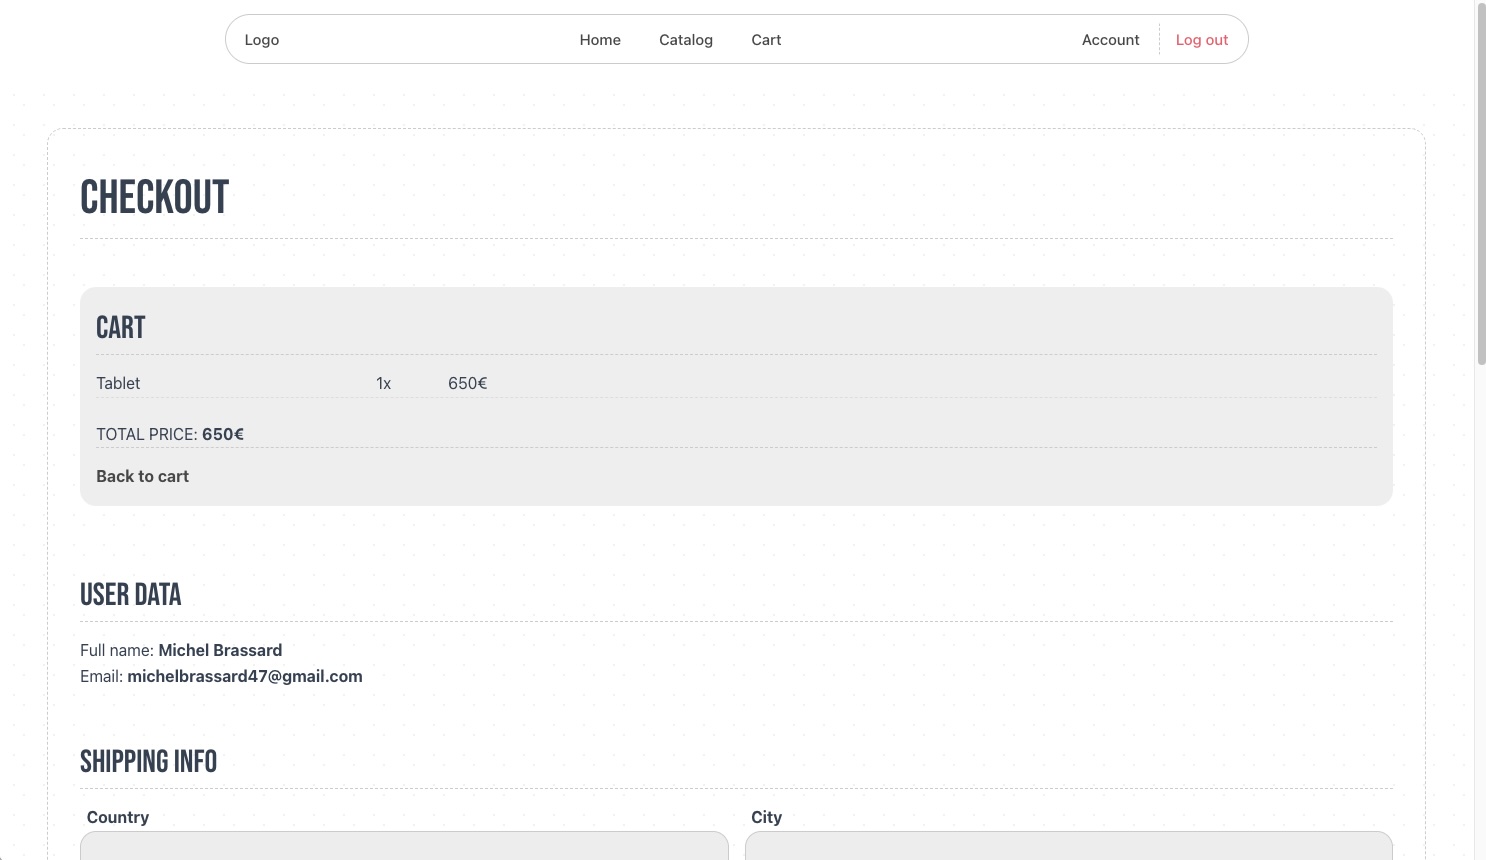 Logo Home Catalog Cart Account Log out
CHECKOUT
CART
Tablet 1x 650€
TOTAL PRICE: 650€
Back to cart
USER DATA
Full name: Michel Brassard
Email: michelbrassard47@gmail.com
SHIPPING INFO
Country City